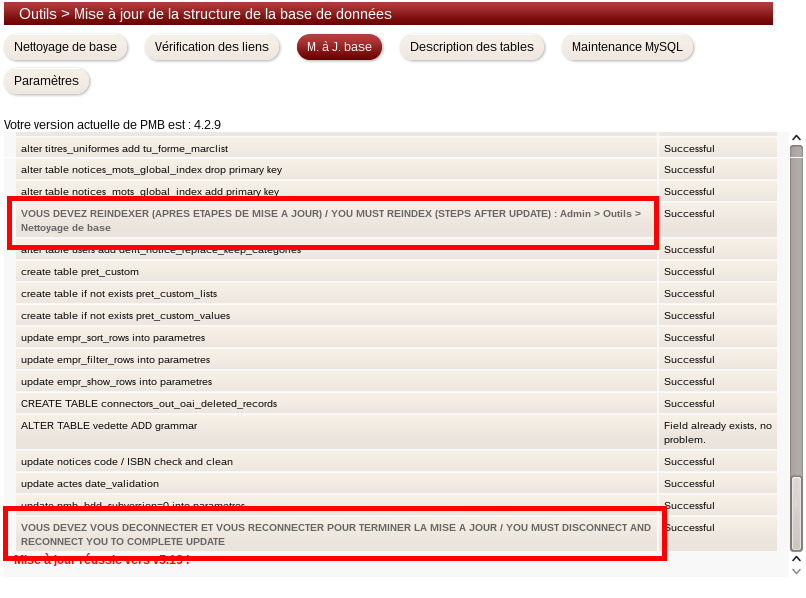 Outils > Mise à jour de la structure de la base de données
Nettoyage de base Vérification des liens M. à J. base Description des tables Maintenance MySQL
Paramètres
Votre version actuelle de PMB est : 4.2.9
alter titres_uniformes add tu_forme_marclist Successful
alter table notices_mots_global_index drop primary key Successful
alter table notices_mots_global_index add primary key Successful
VOUS DEVEZ REINDEXER (APRES ETAPES DE MISE A JOUR) / YOU MUST REINDEX (STEPS AFTER UPDATE) : Admin > Outils > Successful
Nettoyage de base
alter table users add deflt_notice_replace_keep_categories Successful
create table pret_custom Successful
create table if not exists pret_custom_lists Successful
create table if not exists pret_custom_values Successful
update empr_sort_rows into parametres Successful
update empr_filter_rows into parametres Successful
update empr_show_rows into parametres Successful
CREATE TABLE connectors_out_oai_deleted_records Successful
ALTER TABLE vedette ADD grammar Field already exists, no
problem.
update notices code / ISBN check and clean Successful
update actes date_validation Successful
update pmb_bdd_subversion=0 into parametres Successful
VOUS DEVEZ VOUS DECONNECTER ET VOUS RECONNECTER POUR TERMINER LA MISE A JOUR / YOU MUST DISCONNECT AND Successful
RECONNECT YOU TO COMPLETE UPDATE
Mise à jour réussie vers v5.19 !